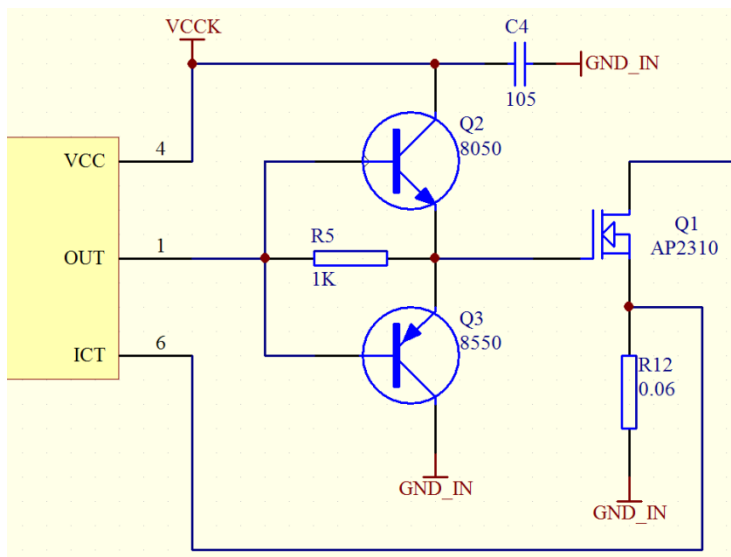 VCCK
C4
GND_IN
105
Q2
8050
VCC
4
OUT
1
R5
1K
Q1
AP2310
Q3
8550
ICT
6
R12
0.06
GND_IN
GND_IN